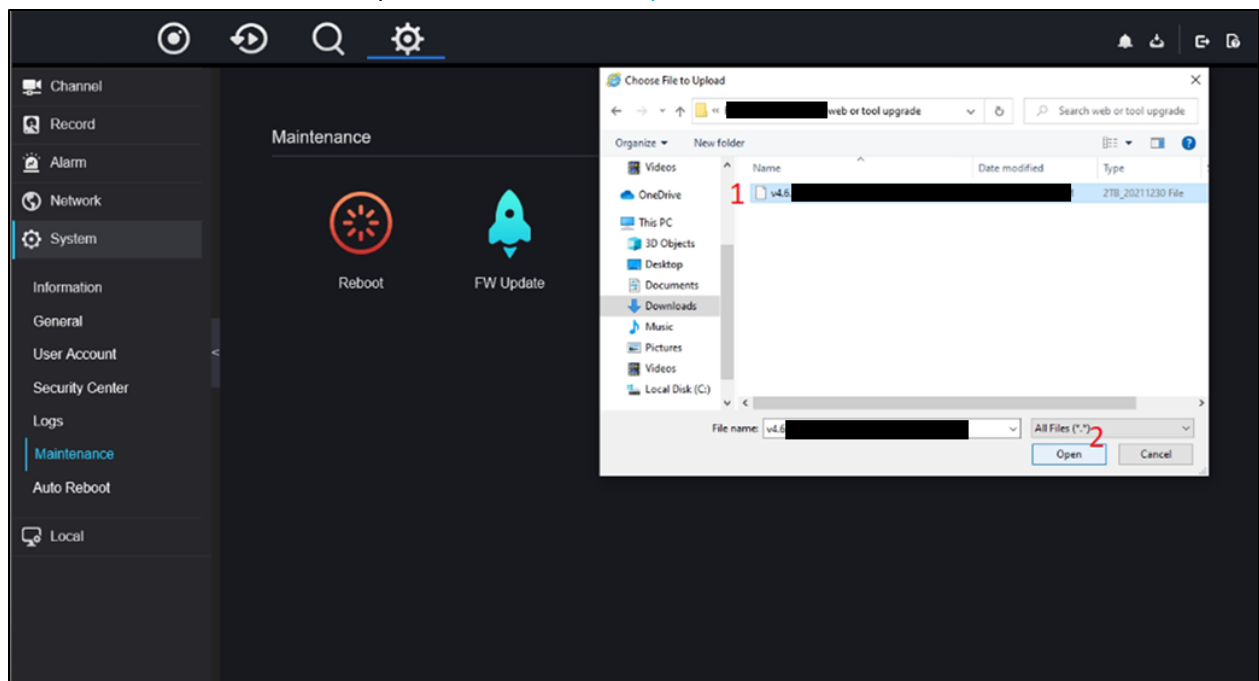 Channel
Record
Alarm
Network
System
Information
General
User Account
Security Center
Logs
Maintenance
Auto Reboot
Local
<
Maintenance
Reboot
FW Update
Choose File to Upload
« web or tool upgrade
Search web or tool upgrade
Organize
New folder
Videos
OneDrive
This PC
3D Objects
Desktop
Documents
Downloads
Music
Pictures
Videos
Local Disk (C:)
Name Date modified Type
1 v4.6. 1 2TB_20211230 File
File name: v4.6 All Files (*.*)
2
Open Cancel